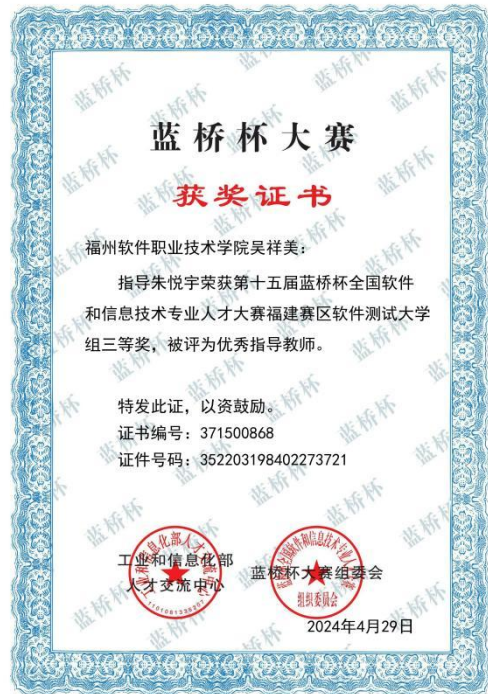 蓝桥杯大赛
获奖证书
福州软件职业技术学院吴祥美：
指导朱悦宇荣获第十五届蓝桥杯全国软件
和信息技术专业人才大赛福建赛区软件测试大学
组三等奖，被评为优秀指导教师。
特发此证，以资鼓励。
证书编号：371500868
证件号码：352203198402273721
工业和信息化部
人才交流中心
蓝桥杯大赛组委会
组织委员会
2024年4月29日